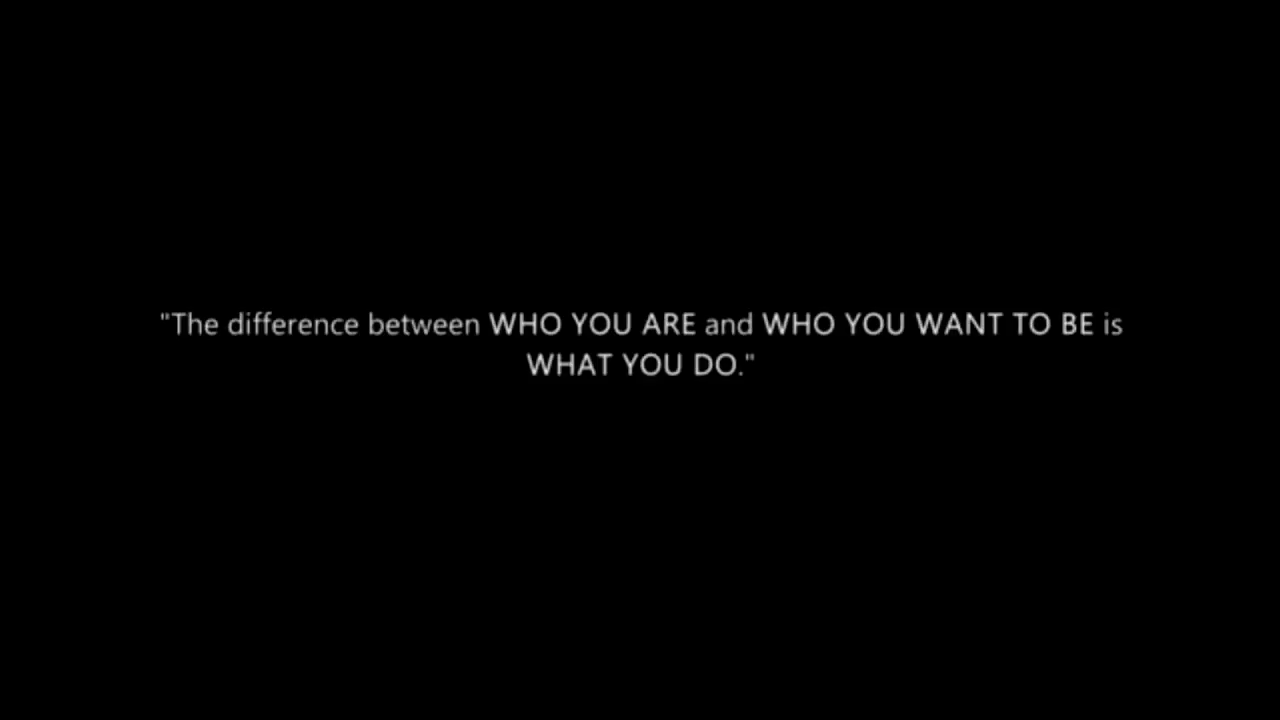 "The difference between WHO YOU ARE and WHO YOU WANT TO BE is
WHAT YOU DO."